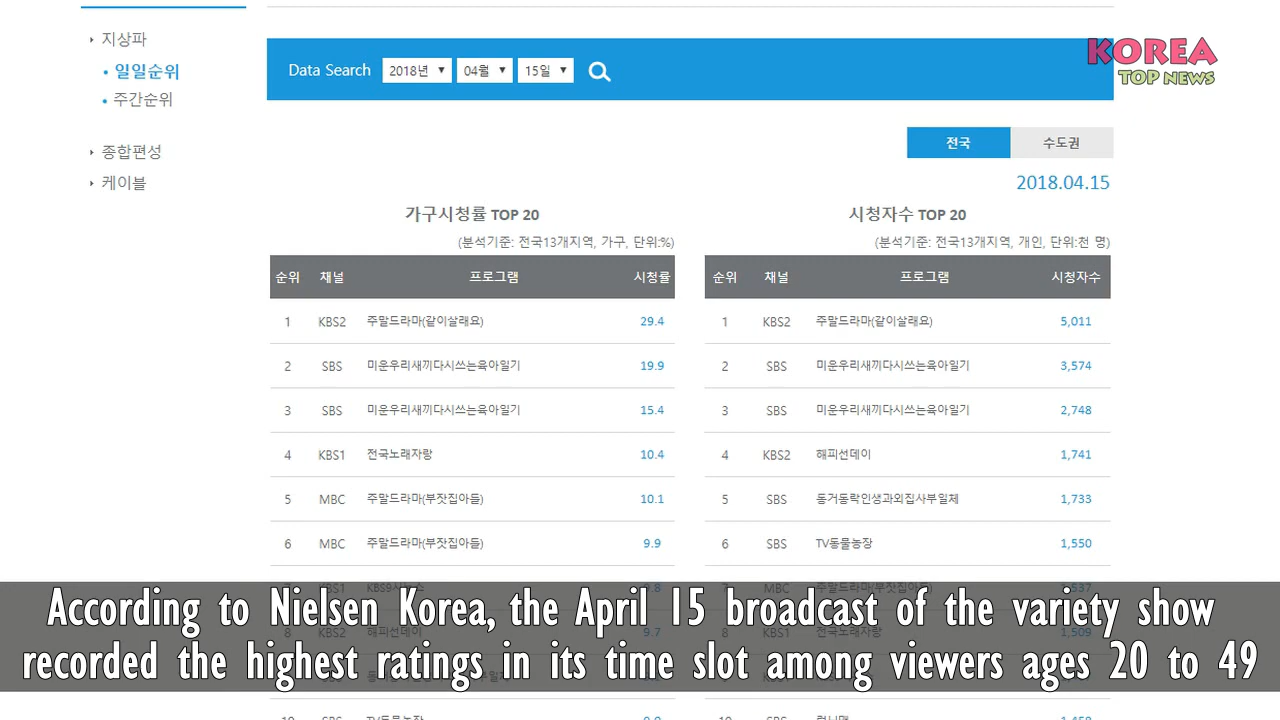 지상파
일일순위
주간순위
종합편성
케이블
Data Search 2018년 04월 15일
KOREA
TOP NEWS
전국 수도권
2018.04.15
가구시청률 TOP 20
(분석기준: 전국13개지역, 가구, 단위:%)
순위 채널 프로그램 시청률
1 KBS2 주말드라마(같이살래요) 29.4
2 SBS 미운우리새끼다시쓰는육아일기 19.9
3 SBS 미운우리새끼다시쓰는육아일기 15.4
4 KBS1 전국노래자랑 10.4
5 MBC 주말드라마(부잣집아들) 10.1
6 MBC 주말드라마(부잣집아들) 9.9
KBS1
8 KBS2 해피선데이 9.7
시청자수 TOP 20
(분석기준: 전국13개지역, 개인, 단위:천 명)
순위 채널 프로그램 시청자수
1 KBS2 주말드라마(같이살래요) 5,011
2 SBS 미운우리새끼다시쓰는육아일기 3,574
3 SBS 미운우리새끼다시쓰는육아일기 2,748
4 KBS2 해피선데이 1,741
5 SBS 동거동락인생과외집사부일체 1,733
6 SBS TV동물농장 1,550
7 MBC 주말드라마(부잣집아들) 1,537
8 KBS1 전국노래자랑 1,509
According to Nielsen Korea, the April 15 broadcast of the variety show
recorded the highest ratings in its time slot among viewers ages 20 to 49